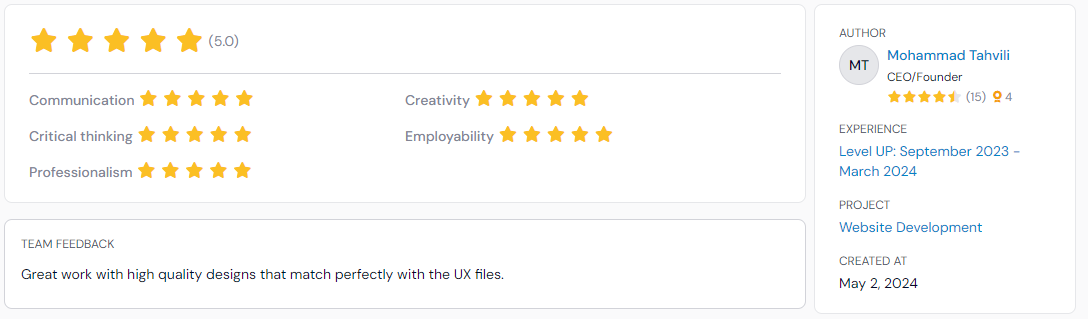 (5.0)
Communication
Creativity
Critical thinking
Employability
Professionalism
TEAM FEEDBACK
Great work with high quality designs that match perfectly with the UX files.
AUTHOR
MT
Mohammad Tahvili
CEO/Founder
(15) 4
EXPERIENCE
Level UP: September 2023 –
March 2024
PROJECT
Website Development
CREATED AT
May 2, 2024